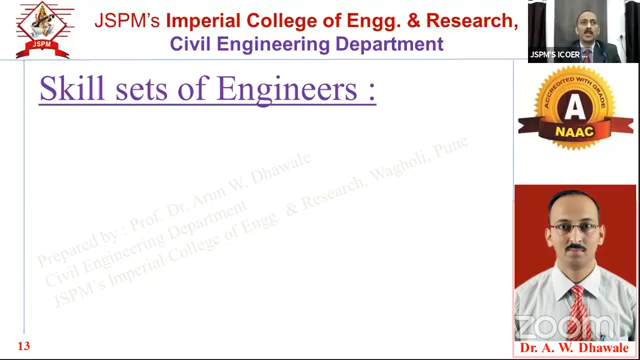 JSPM's Imperial College of Engg. & Research,
Civil Engineering Department
JSPM
JSPM'S ICOER ...
Skill sets of Engineers :
ACCREDITED WITH GRADE
A
NAAC
Prepared by : Prof. Dr. Arun W. Dhawale
Civil Engineering Department
JSPM's Imperial College of Engg. & Research, Wagholi, Pune
zoom
13
Dr. A. W. Dhawale